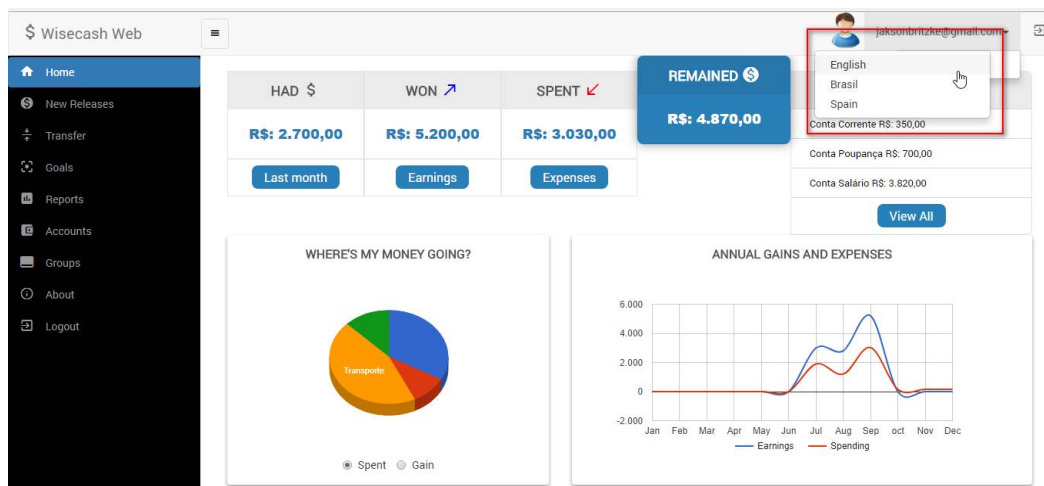 $ Wisecash Web
jaksonbritzke@gmail.com
English
Brasil
Spain
Home
New Releases
Transfer
Goals
Reports
Accounts
Groups
About
Logout
HAD $
WON
SPENT
REMAINED $
R$: 2.700,00
R$: 5.200,00
R$: 3.030,00
R$: 4.870,00
Last month
Earnings
Expenses
Conta Corrente R$: 350,00
Conta Poupança R$: 700,00
Conta Salário R$: 3.820,00
View All
WHERE'S MY MONEY GOING?
Transporte
Spent
Gain
ANNUAL GAINS AND EXPENSES
6.000
4.000
2.000
0
-2.000
Jan Feb Mar Apr May Jun Jul Aug Sep oct Nov Dec
Earnings Spending